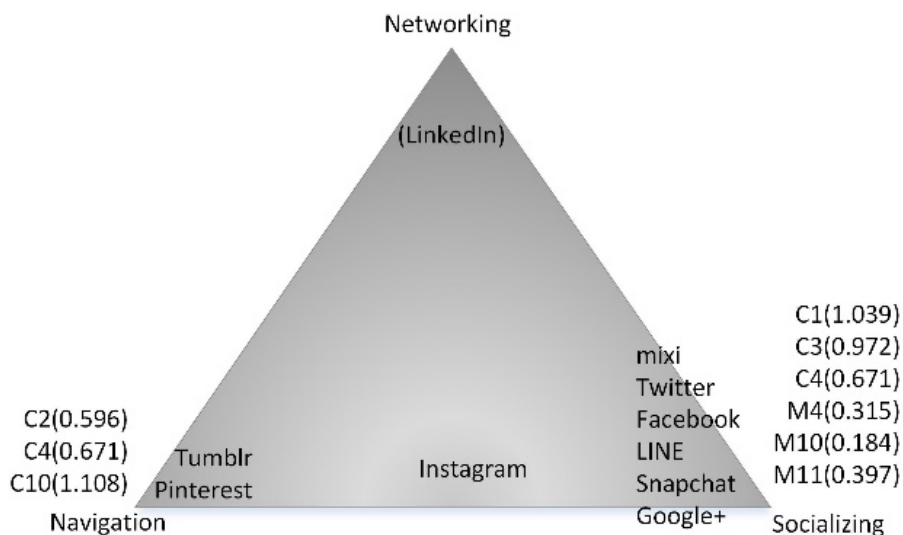 Networking
(LinkedIn)
C1(1.039)
C3(0.972)
C4(0.671)
M4(0.315)
M10(0.184)
M11(0.397)
mixi
Twitter
Facebook
LINE
Snapchat
Google+
C2(0.596)
C4(0.671)
C10(1.108)
Tumblr
Pinterest
Instagram
Navigation
Socializing